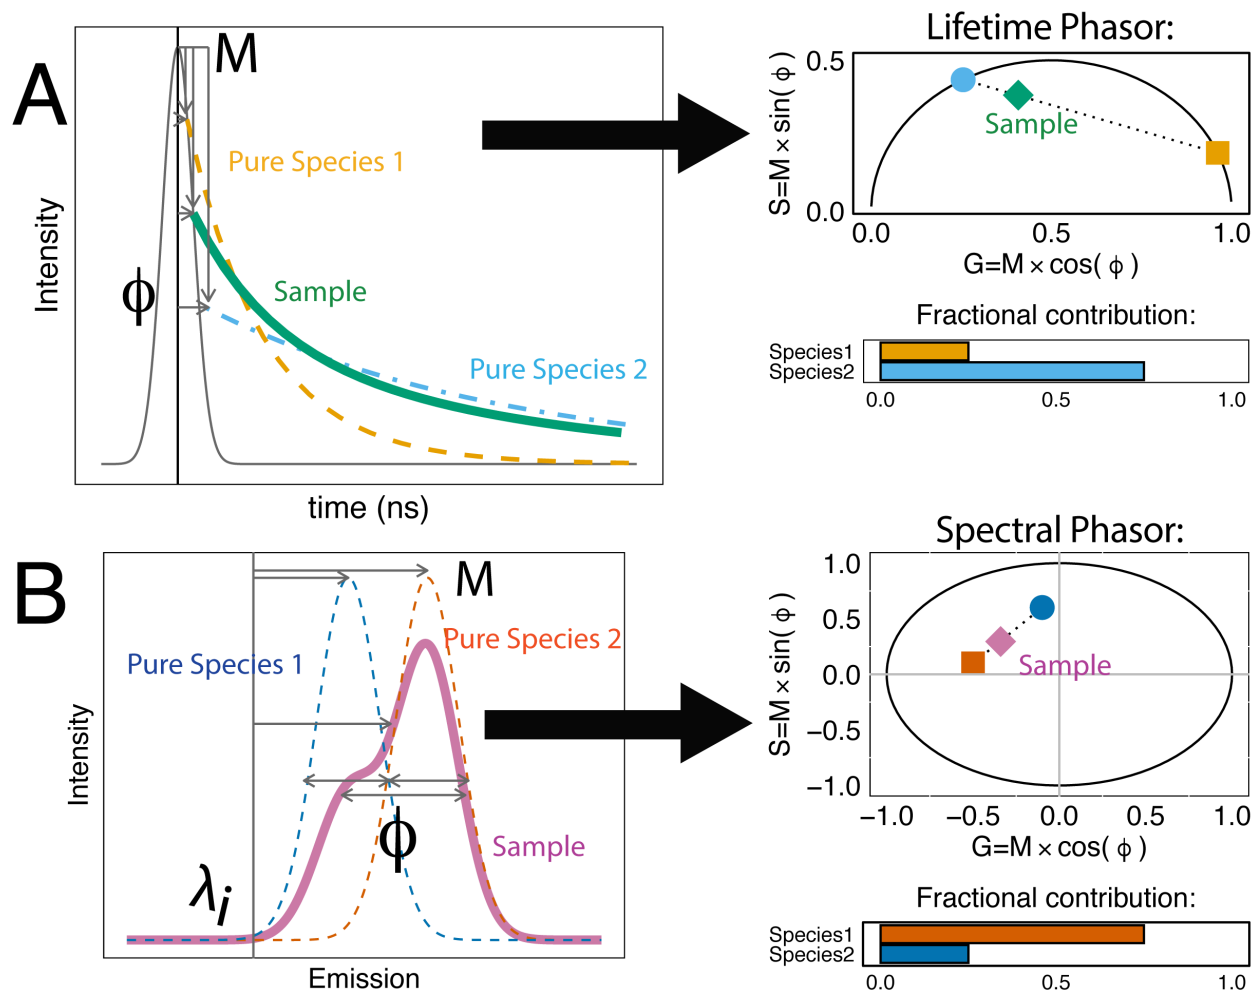 A
M
Pure Species 1
Intensity
ϕ
Sample
Pure Species 2
time (ns)
Lifetime Phasor:
S=M×sin( ϕ )
0.5
0.0
Sample
0.0 0.5 1.0
G=M×cos( ϕ )
Fractional contribution:
Species1
Species2
0.0 0.5 1.0
B
M
Pure Species 2
Pure Species 1
Intensity
ϕ
Sample
λi
Emission
Spectral Phasor:
S=M×sin( ϕ )
1.0
0.5
0.0
−0.5
−1.0
Sample
−1.0 −0.5 0.0 0.5 1.0
G=M×cos( ϕ )
Fractional contribution:
Species1
Species2
0.0 0.5 1.0